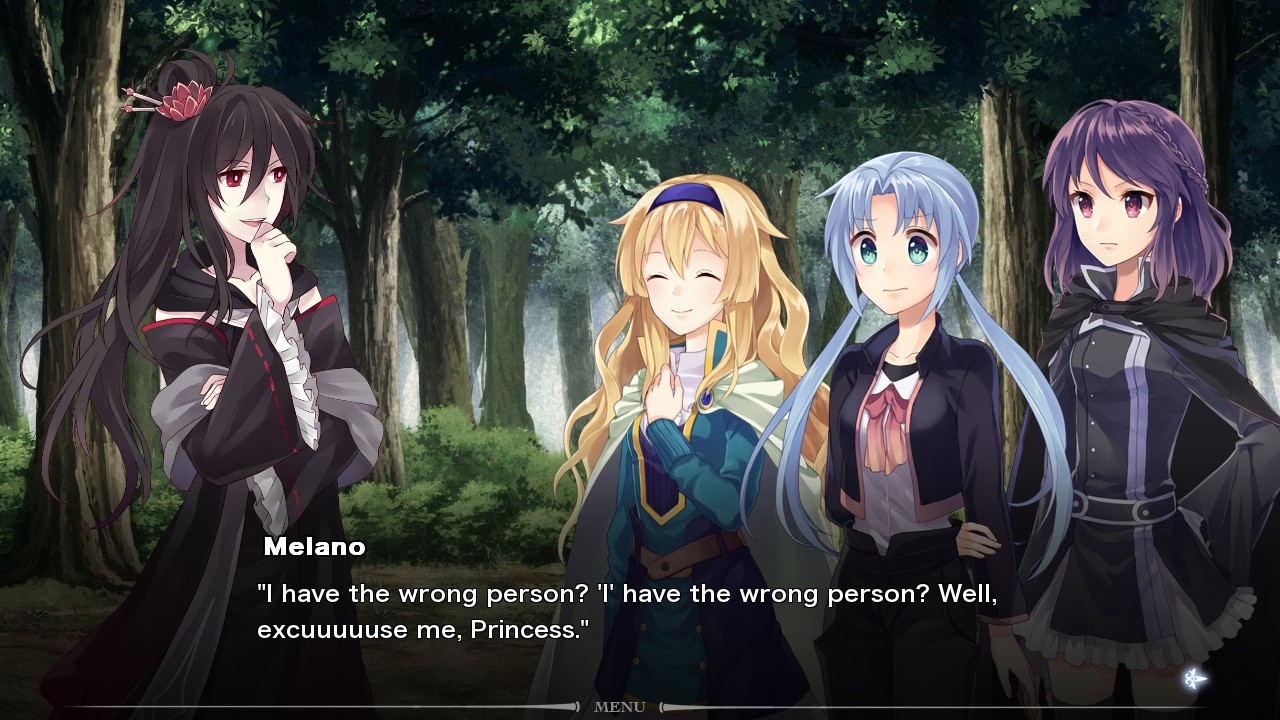 Melano
"I have the wrong person? 'I' have the wrong person? Well,
excuuuuuse me, Princess."
MENU